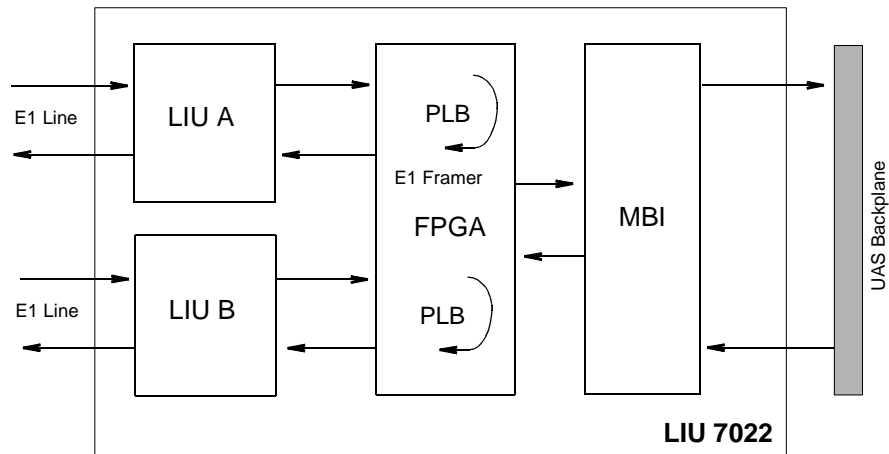 E1 Line
LIU A
PLB
E1 Framer
FPGA
MBI
UAS Backplane
E1 Line
LIU B
PLB
LIU 7022